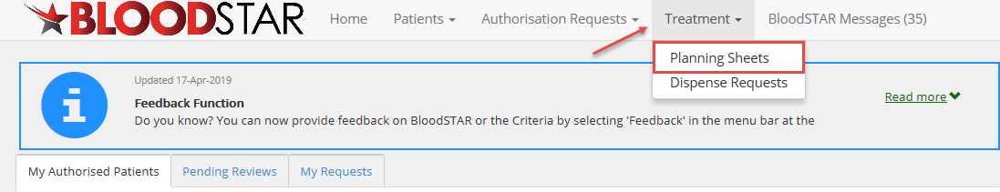 BLOODSTAR Home Patients Authorisation Requests Treatment BloodSTAR Messages (35)
Planning Sheets
Dispense Requests
Updated 17-Apr-2019
Feedback Function
Read more
Do you know? You can now provide feedback on BloodSTAR or the Criteria by selecting 'Feedback' in the menu bar at the
My Authorised Patients Pending Reviews My Requests